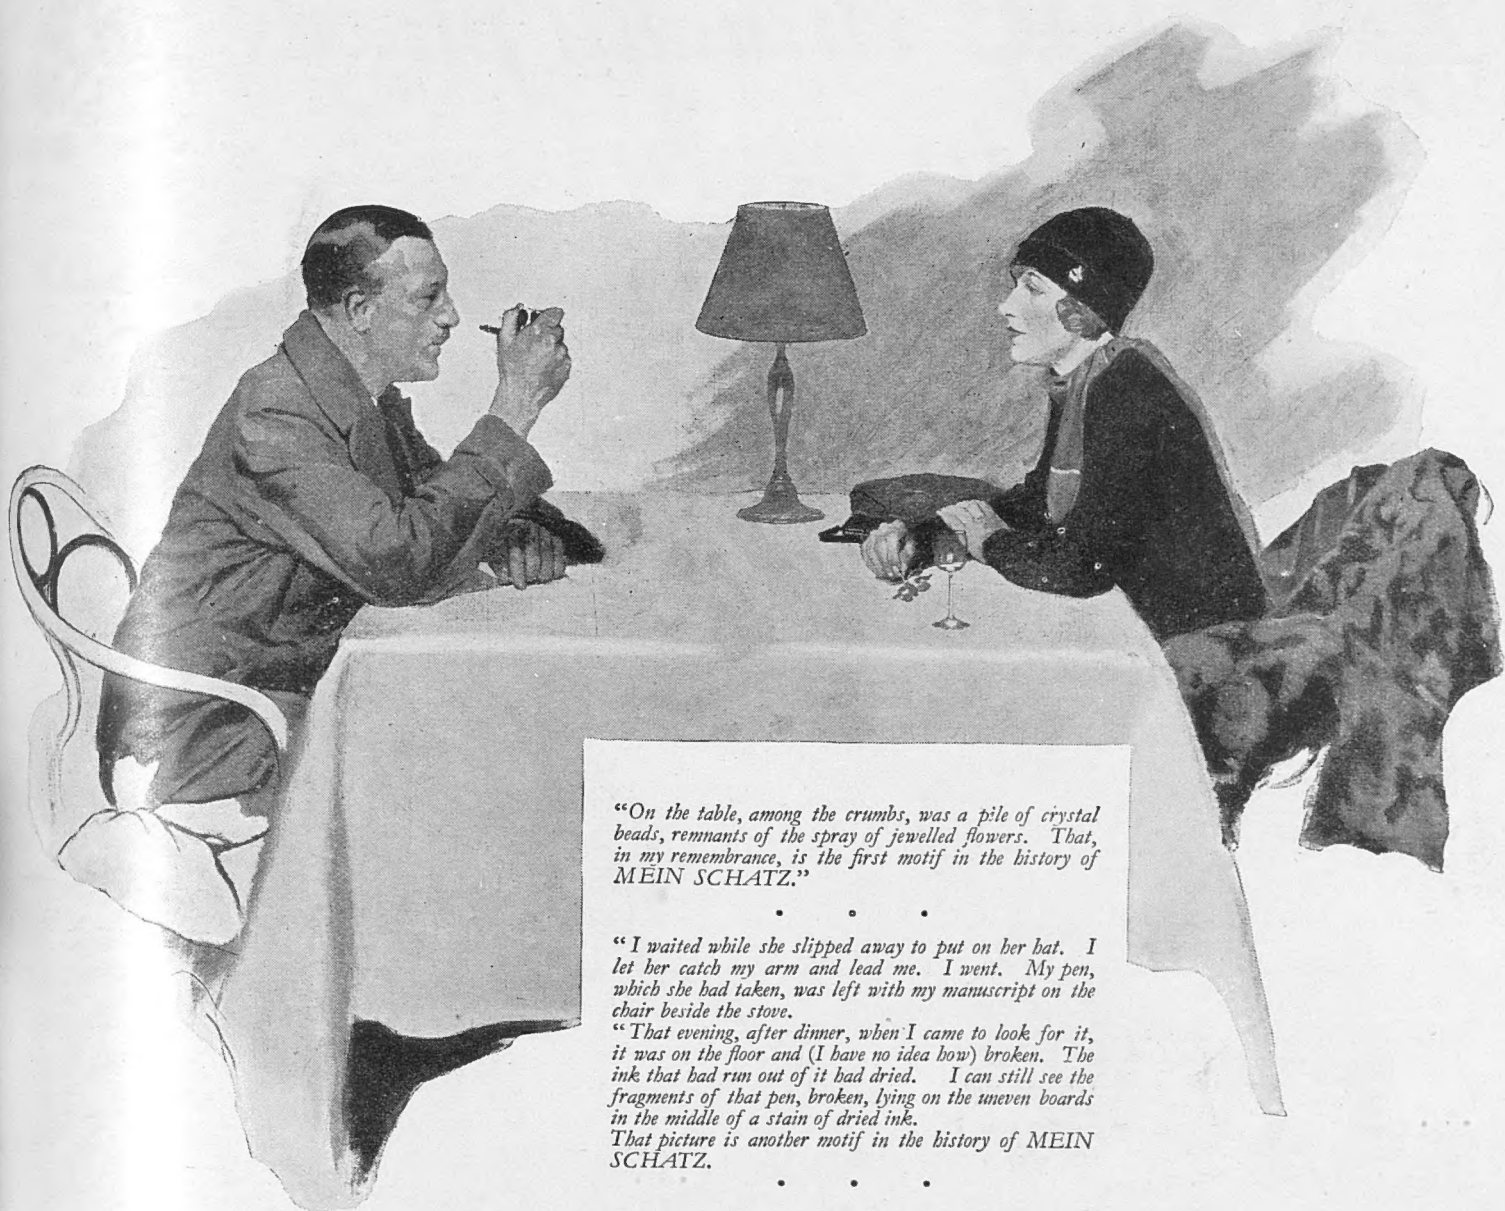 “On the table, among the crumbs, was a pile of crystal
beads, remnants of the spray of jewelled flowers. That,
in my remembrance, is the first motif in the history of
MEIN SCHATZ.”
“I waited while she slipped away to put on her hat. I
let her catch my arm and lead me. I went. My pen,
which she had taken, was left with my manuscript on the
chair beside the stove.
“That evening, after dinner, when I came to look for it,
it was on the floor and (I have no idea how) broken. The
ink that had run out of it had dried. I can still see the
fragments of that pen, broken, lying on the uneven boards
in the middle of a stain of dried ink.
That picture is another motif in the history of MEIN
SCHATZ.